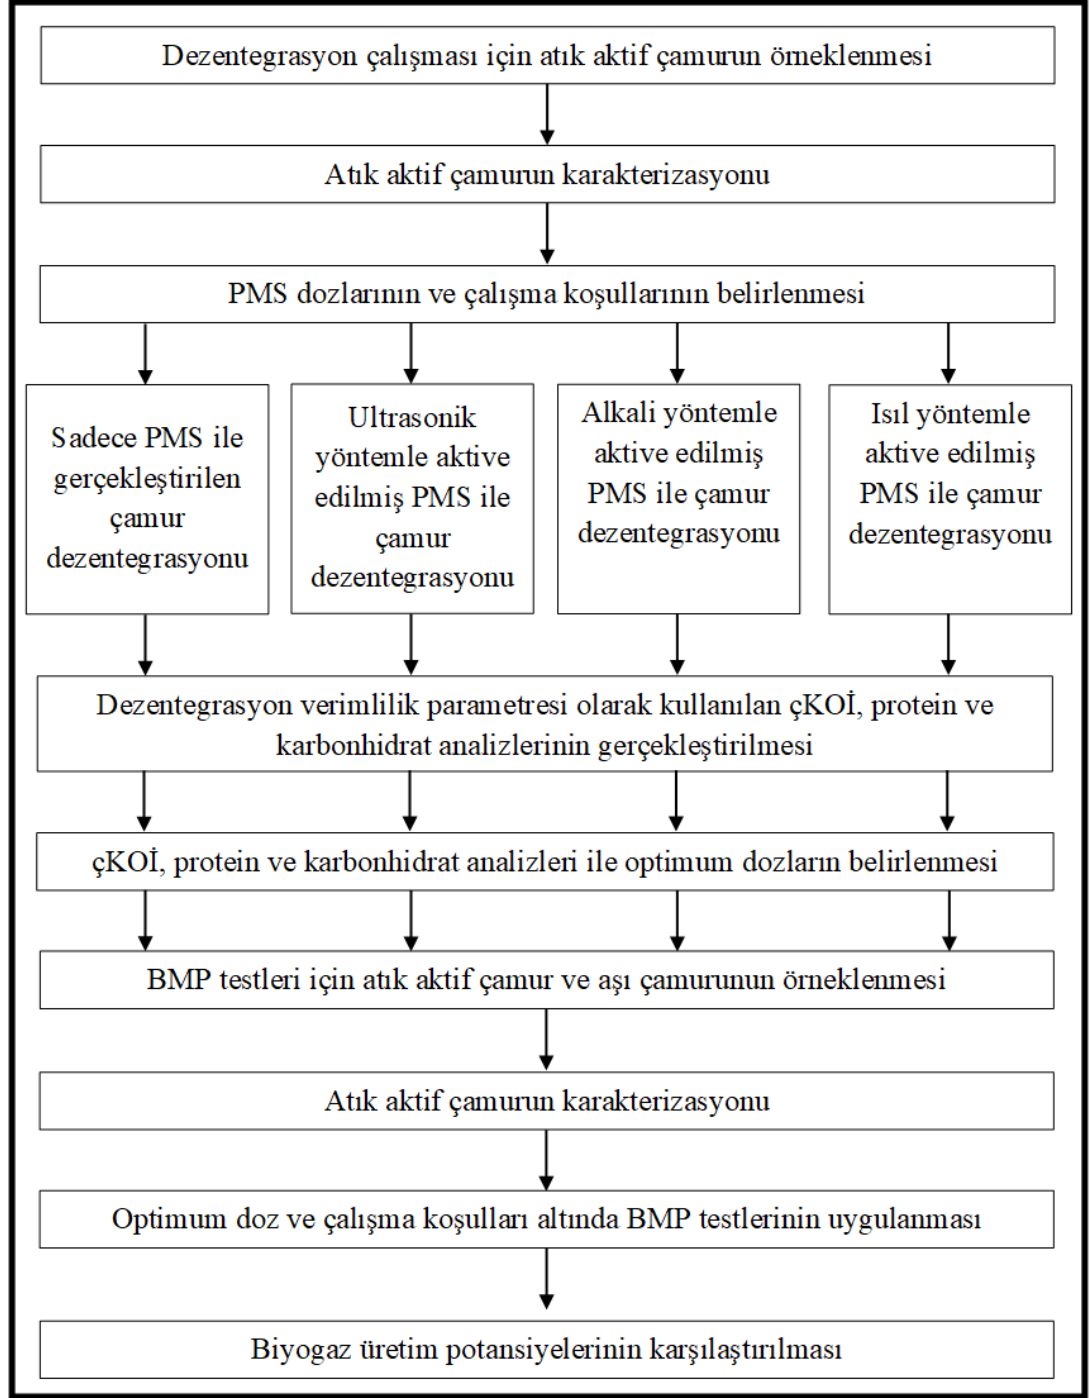 Dezentegrasyon çalışması için atık aktif çamurun örneklenmesi
Atık aktif çamurun karakterizasyonu
PMS dozlarının ve çalışma koşullarının belirlenmesi
Sadece PMS ile
gerçekleştirilen
çamur
dezentegrasyonu
Ultrasonik
yöntemle aktive
edilmiş PMS ile
çamur
dezentegrasyonu
Alkali yöntemle
aktive edilmiş
PMS ile çamur
dezentegrasyonu
Isıl yöntemle
aktive edilmiş
PMS ile çamur
dezentegrasyonu
Dezentegrasyon verimlilik parametresi olarak kullanılan çKOİ, protein ve
karbonhidrat analizlerinin gerçekleştirilmesi
çKOİ, protein ve karbonhidrat analizleri ile optimum dozların belirlenmesi
BMP testleri için atık aktif çamur ve aşı çamurunun örneklenmesi
Atık aktif çamurun karakterizasyonu
Optimum doz ve çalışma koşulları altında BMP testlerinin uygulanması
Biyogaz üretim potansiyelerinin karşılaştırılması